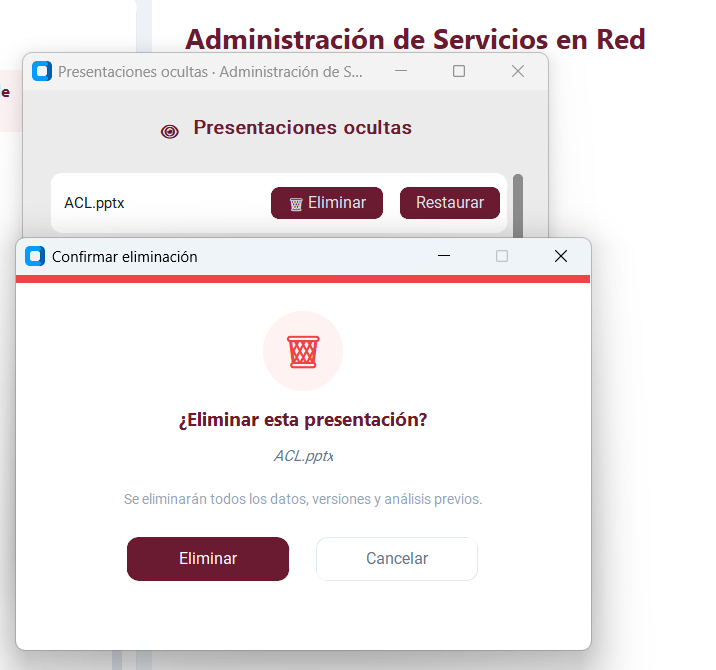 Administración de Servicios en Red
Presentaciones ocultas · Administración de S...
e
Presentaciones ocultas
ACL.pptx
Eliminar
Restaurar
Confirmar eliminación
¿Eliminar esta presentación?
ACL.pptx
Se eliminarán todos los datos, versiones y análisis previos.
Eliminar
Cancelar